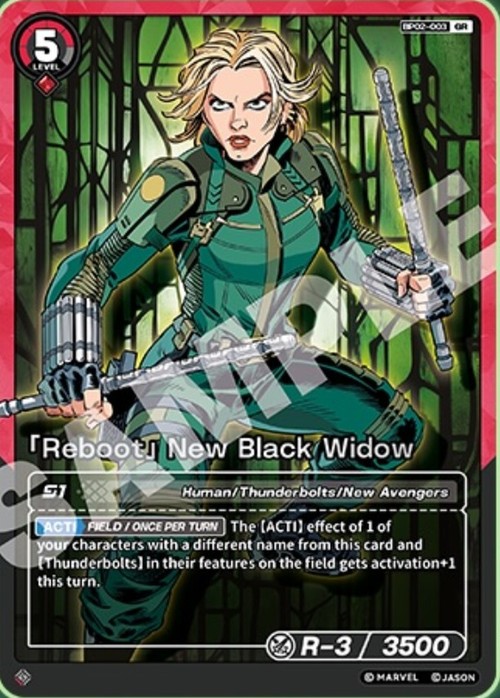 BP02-003 GR
5
LEVEL
SAMPLE
「Reboot」 New Black Widow
S1
Human/Thunderbolts/New Avengers
ACTI FIELD / ONCE PER TURN The [ACTI] effect of 1 of
your characters with a different name from this card and
[Thunderbolts] in their features on the field gets activation+1
this turn.
R-3 / 3500
© MARVEL © JASON